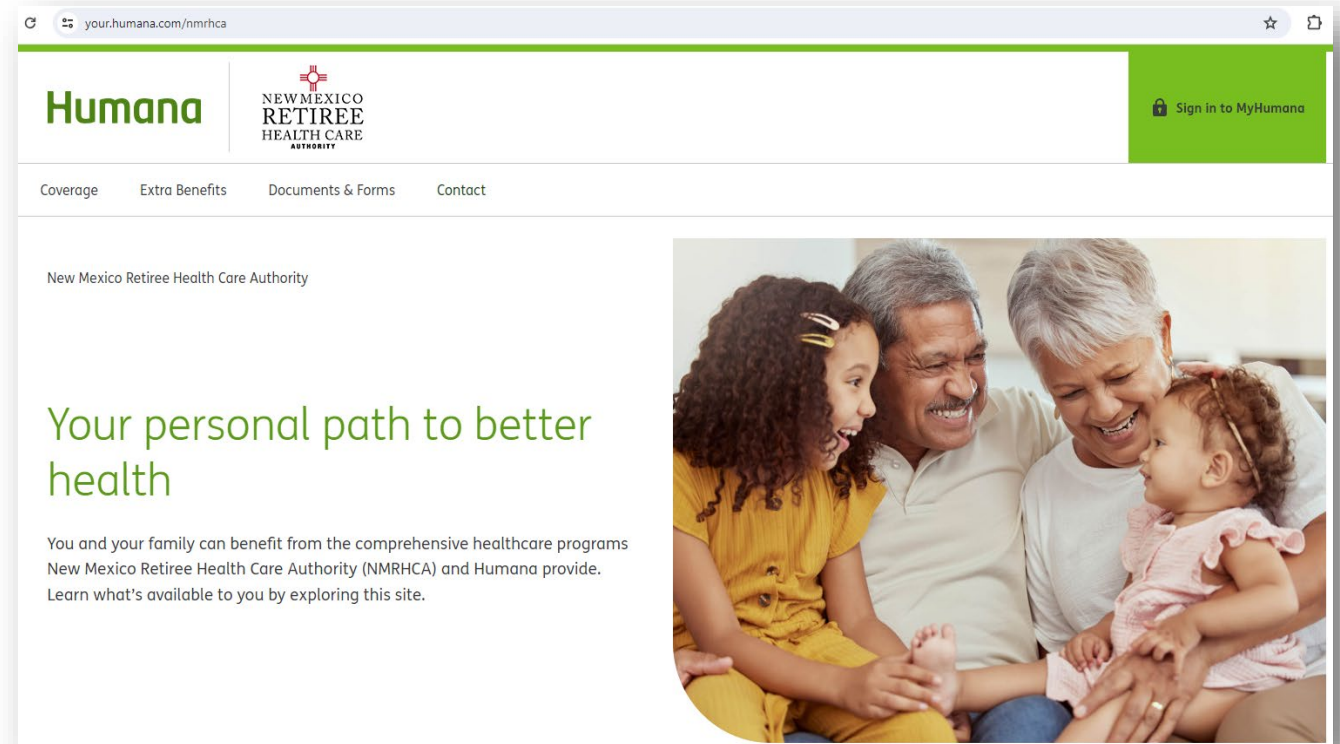 your.humana.com/nmrhca
Humana
NEW MEXICO
RETIREE
HEALTH CARE
AUTHORITY
Sign in to MyHumana
Coverage Extra Benefits Documents & Forms Contact
New Mexico Retiree Health Care Authority
Your personal path to better
health
You and your family can benefit from the comprehensive healthcare programs
New Mexico Retiree Health Care Authority (NMRHCA) and Humana provide.
Learn what's available to you by exploring this site.